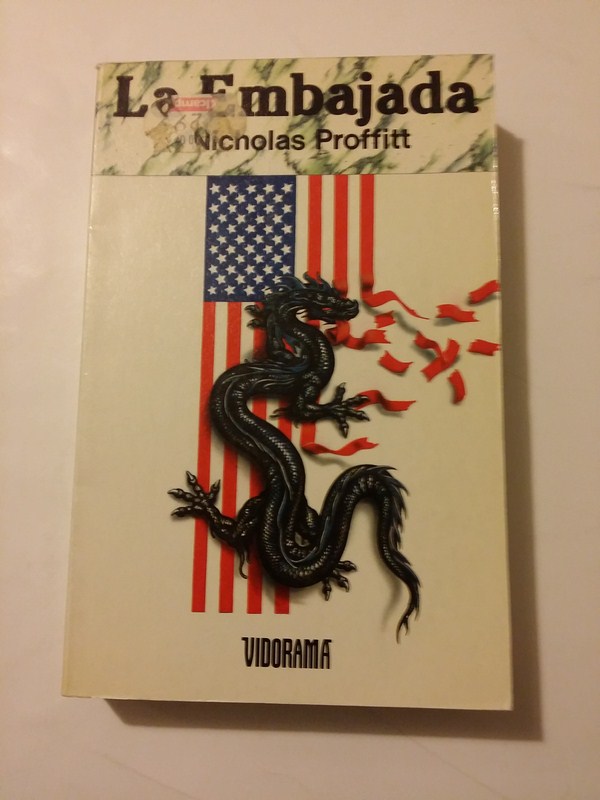 La Embajada
Nicholas Proffitt
VIDORAMA